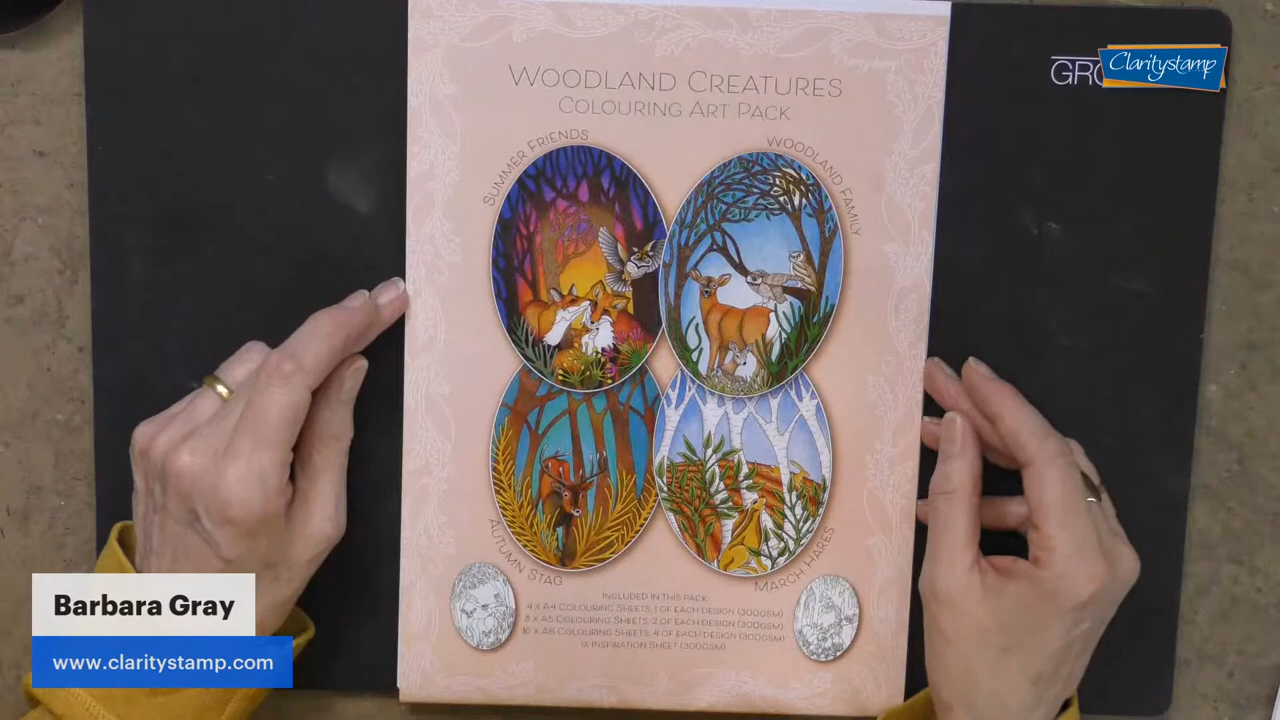 WOODLAND CREATURES
COLOURING ART PACK
SUMMER FRIENDS
WOODLAND FAMILY
AUTUMN STAG
MARCH HARES
INCLUDED IN THIS PACK:
4 X A4 COLOURING SHEETS, 1 OF EACH DESIGN (300GSM)
8 X A5 COLOURING SHEETS, 2 OF EACH DESIGN (300GSM)
16 X A6 COLOURING SHEETS, 4 OF EACH DESIGN (300GSM)
1X INSPIRATION SHEET (300GSM)
GRO
Claritystamp
Barbara Gray
www.claritystamp.com